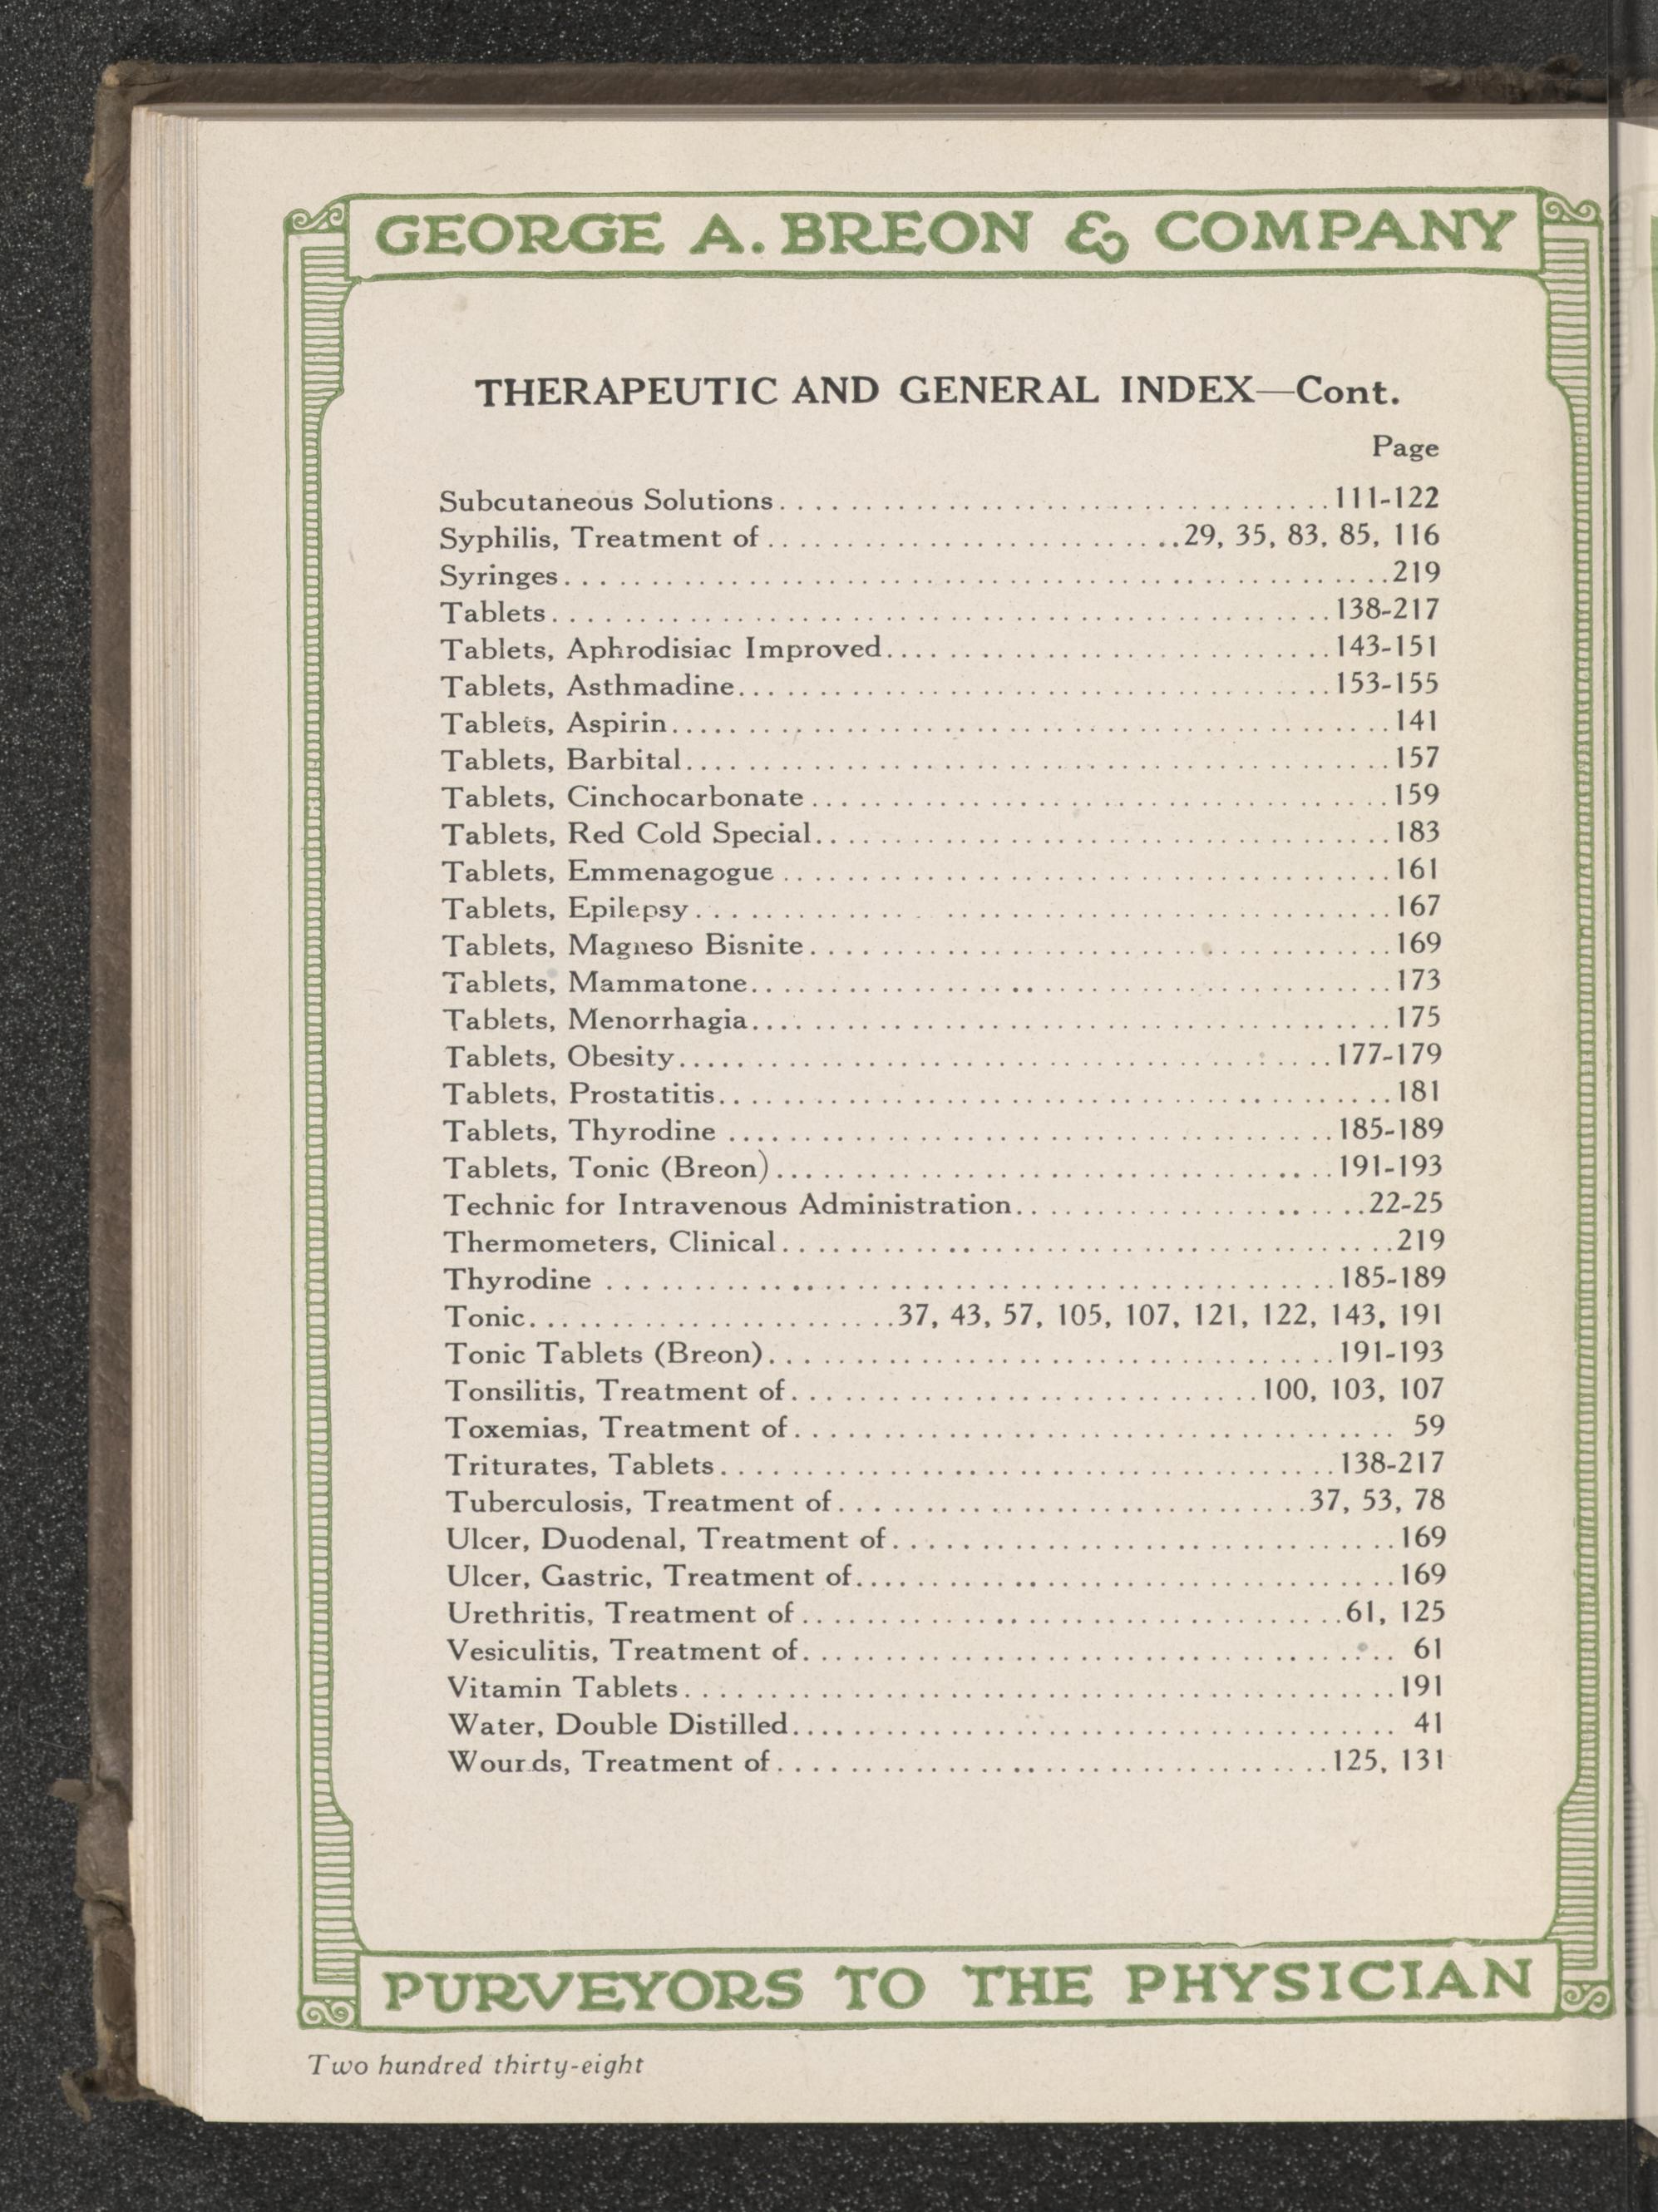 GEORGE A. BREON & COMPANY
THERAPEUTIC AND GENERAL INDEX—Cont.
Page
Subcutaneous Solutions.................................111-122
Syphilis, Treatment of.........................29, 35, 83, 85, 116
Syringes.............................................219
Tablets...........................................138-217
Tablets, Aphrodisiac Improved.........................143-151
Tablets, Asthmadine.................................153-155
Tablets, Aspirin.......................................141
Tablets, Barbital.......................................157
Tablets, Cinchocarbonate................................159
Tablets, Red Cold Special................................183
Tablets, Emmenagogue..................................161
Tablets, Epilepsy......................................167
Tablets, Magneso Bisnite................................169
Tablets, Mammatone...................................173
Tablets, Menorrhagia...................................175
Tablets, Obesity....................................177-179
Tablets, Prostatitis.....................................181
Tablets, Thyrodine .................................185-189
Tablets, Tonic (Breon)...............................191-193
Technic for Intravenous Administration....................22-25
Thermometers, Clinical..................................219
Thyrodine ........................................185-189
Tonic.....................37, 43, 57, 105, 107, 121, 122, 143, 191
Tonic Tablets (Breon)................................191-193
Tonsilitis, Treatment of...........................100, 103, 107
Toxemias, Treatment of................................. 59
Triturates, Tablets...................................138-217
Tuberculosis, Treatment of...........................37, 53, 78
Ulcer, Duodenal, Treatment of............................169
Ulcer, Gastric, Treatment of..............................169
Urethritis, Treatment of...............................61, 125
Vesiculitis, Treatment of................................. 61
Vitamin Tablets........................................191
Water, Double Distilled.................................. 41
Wounds, Treatment of...............................125, 131
PURVEYORS TO THE PHYSICIAN
Two hundred thirty-eight